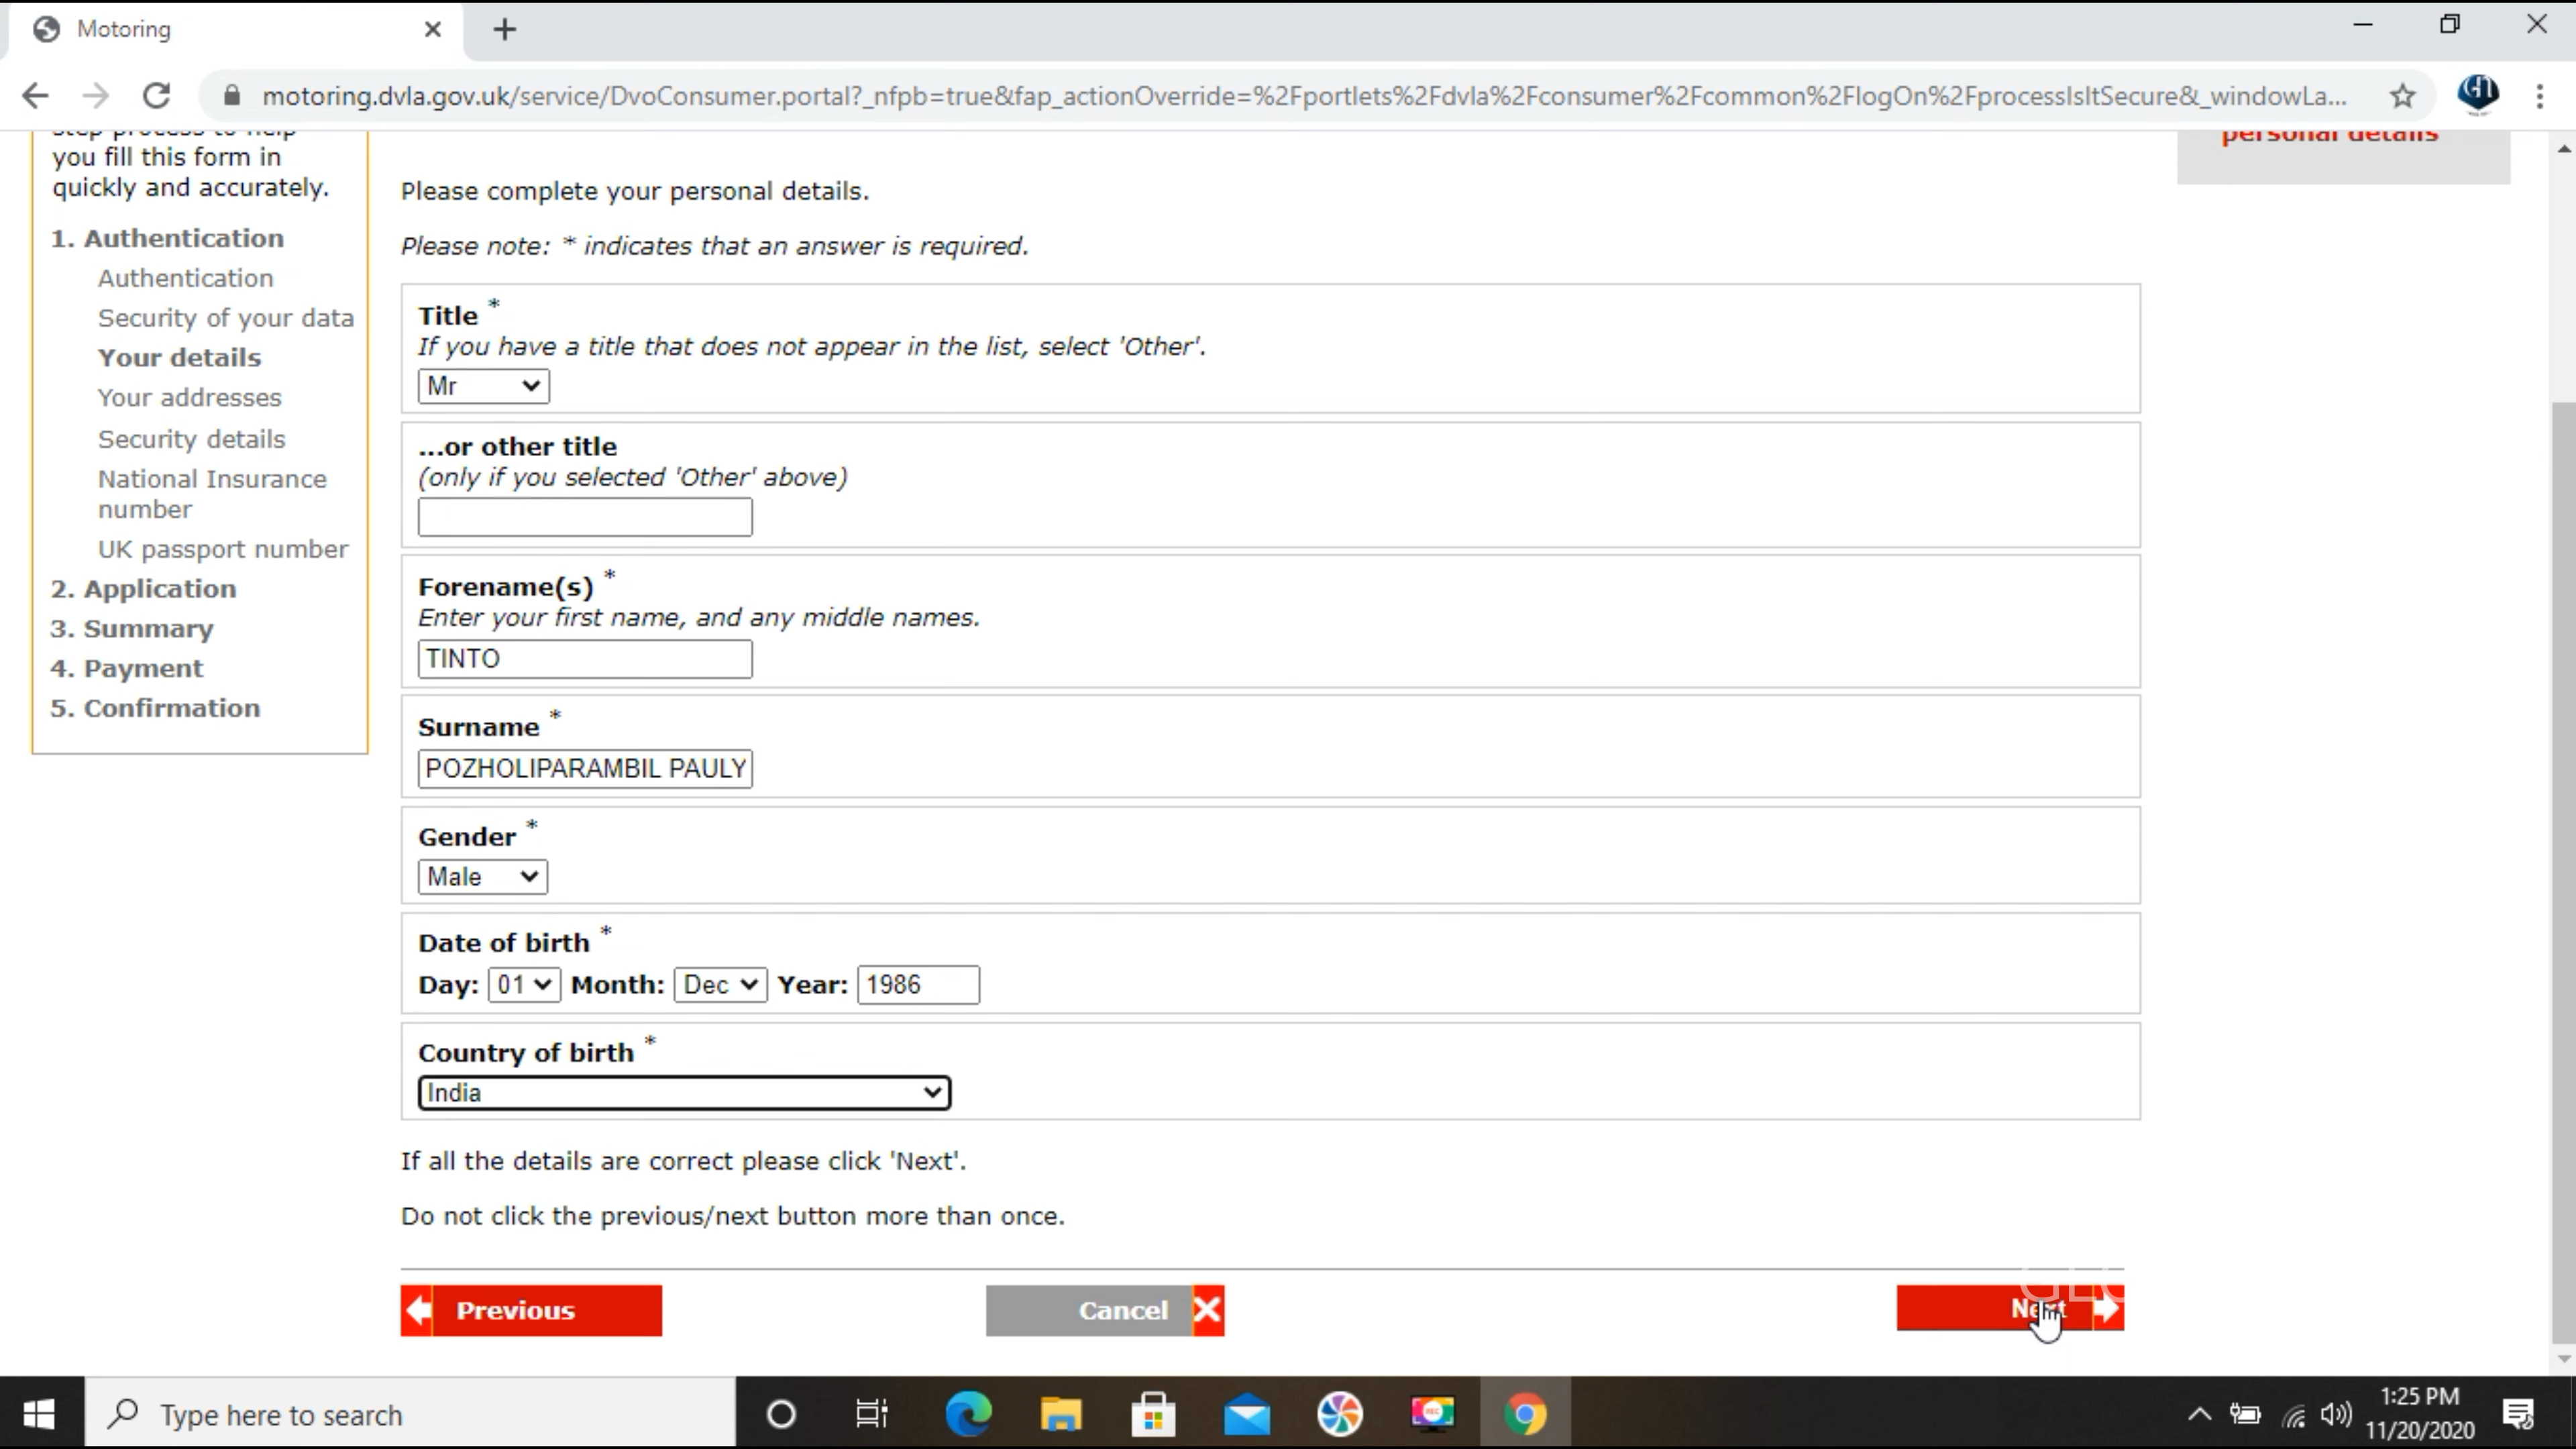 Motoring
motoring.dvla.gov.uk/service/DvoConsumer.portal?_nfpb=true&fap_actionOverride=%2Fportlets%2Fdvla%2Fconsumer%2Fcommon%2FlogOn%2FprocessIsItSecure&_windowLa...
step process to help
you fill this form in
quickly and accurately.
1. Authentication
Authentication
Security of your data
Your details
Your addresses
Security details
National Insurance
number
UK passport number
2. Application
3. Summary
4. Payment
5. Confirmation
personal details
Please complete your personal details.
Please note: * indicates that an answer is required.
Title *
If you have a title that does not appear in the list, select 'Other'.
Mr
...or other title
(only if you selected 'Other' above)
Forename(s) *
Enter your first name, and any middle names.
TINTO
Surname *
POZHOLIPARAMBIL PAULY
Gender *
Male
Date of birth *
Day: 01 Month: Dec Year: 1986
Country of birth *
India
If all the details are correct please click 'Next'.
Do not click the previous/next button more than once.
Previous
Cancel
Next
Type here to search
1:25 PM
11/20/2020